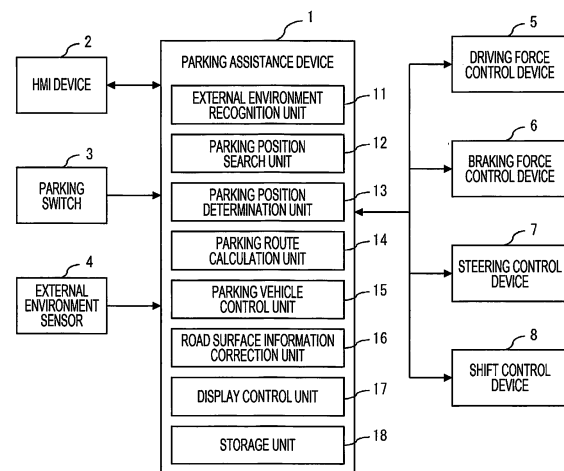 1
PARKING ASSISTANCE DEVICE
2
HMI DEVICE
3
PARKING
SWITCH
4
EXTERNAL
ENVIRONMENT
SENSOR
EXTERNAL ENVIRONMENT
RECOGNITION UNIT
11
PARKING POSITION
SEARCH UNIT
12
PARKING POSITION
DETERMINATION UNIT
13
PARKING ROUTE
CALCULATION UNIT
14
PARKING VEHICLE
CONTROL UNIT
15
ROAD SURFACE INFORMATION
CORRECTION UNIT
16
DISPLAY CONTROL UNIT
17
STORAGE UNIT
18
5
DRIVING FORCE
CONTROL DEVICE
6
BRAKING FORCE
CONTROL DEVICE
7
STEERING CONTROL
DEVICE
8
SHIFT CONTROL
DEVICE